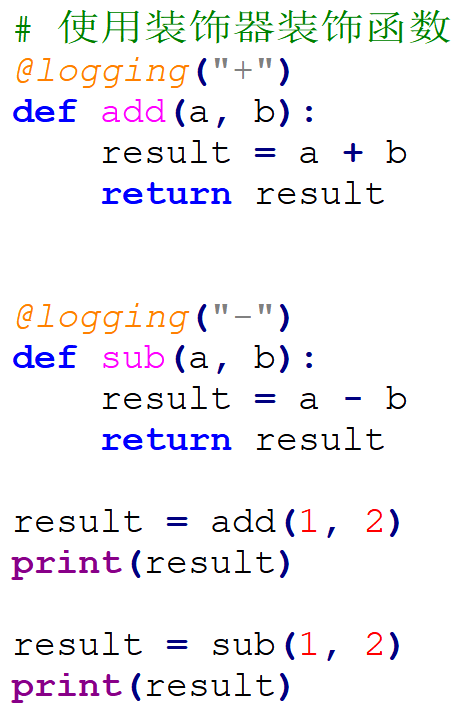 # 使用装饰器装饰函数
@logging("+")
def add(a, b):
    result = a + b
    return result
@logging("-")
def sub(a, b):
    result = a - b
    return result
result = add(1, 2)
print(result)
result = sub(1, 2)
print(result)